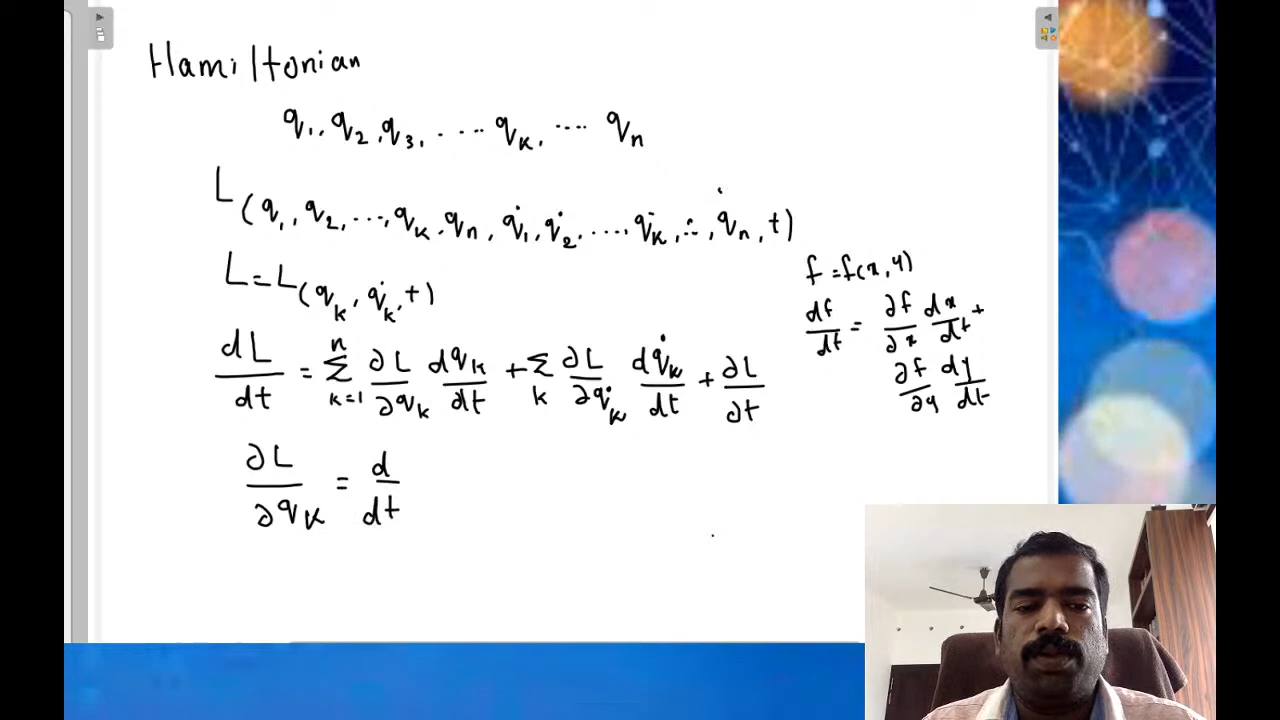 Hamiltonian
q₁, q₂, q₃, ..... qₖ, .... qₙ
L(q₁, q₂, ..., qₖ, qₙ, q̇₁, q̇₂, ...., q̇ₖ, .., q̇ₙ, t)
L = L(qₖ, q̇ₖ, t)
dL/dt = Σₖ₌₁ⁿ ∂L/∂qₖ dqₖ/dt + Σₖ ∂L/∂q̇ₖ dq̇ₖ/dt + ∂L/∂t
∂L/∂qₖ = d/dt
f = f(x, y)
df/dt = ∂f/∂x dx/dt +
∂f/∂y dy/dt